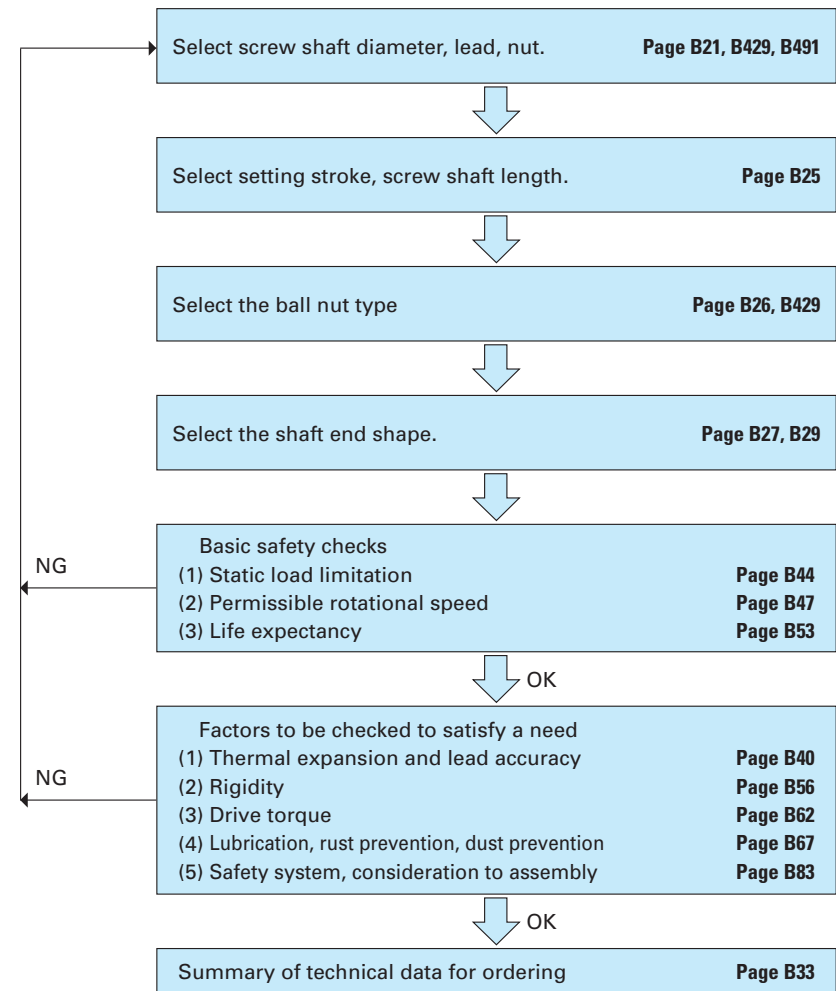 Select screw shaft diameter, lead, nut. Page B21, B429, B491
Select setting stroke, screw shaft length. Page B25
Select the ball nut type Page B26, B429
Select the shaft end shape. Page B27, B29
Basic safety checks
NG
(1) Static load limitation Page B44
(2) Permissible rotational speed Page B47
(3) Life expectancy Page B53
OK
Factors to be checked to satisfy a need
(1) Thermal expansion and lead accuracy Page B40
NG
(2) Rigidity Page B56
(3) Drive torque Page B62
(4) Lubrication, rust prevention, dust prevention Page B67
(5) Safety system, consideration to assembly Page B83
OK
Summary of technical data for ordering Page B33